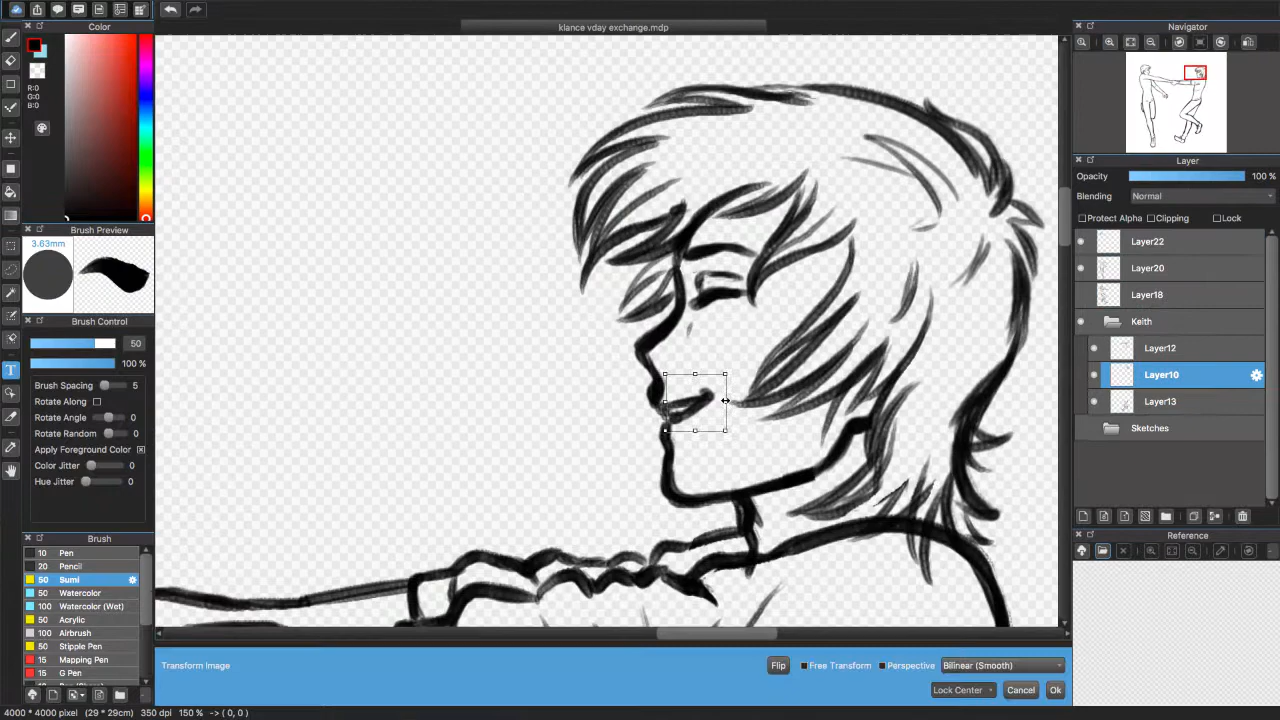 klance vday exchange.mdp
Color
R:0
G:0
B:0
Brush Preview
3.63mm
Brush Control
50
100 %
Brush Spacing 5
Rotate Along
Rotate Angle 0
Rotate Random 0
Apply Foreground Color
Color Jitter 0
Hue Jitter 0
Brush
10 Pen
20 Pencil
50 Sumi
50 Watercolor
100 Watercolor (Wet)
50 Acrylic
100 Airbrush
50 Stipple Pen
15 Mapping Pen
15 G Pen
Navigator
Layer
Opacity 100 %
Blending Normal
Protect Alpha Clipping Lock
Layer22
Layer20
Layer18
Keith
Layer12
Layer10
Layer13
Sketches
Reference
Transform Image
Flip Free Transform Perspective Bilinear (Smooth)
Lock Center Cancel Ok
4000 * 4000 pixel (29 * 29cm) 350 dpi 150 % -> ( 0, 0 )